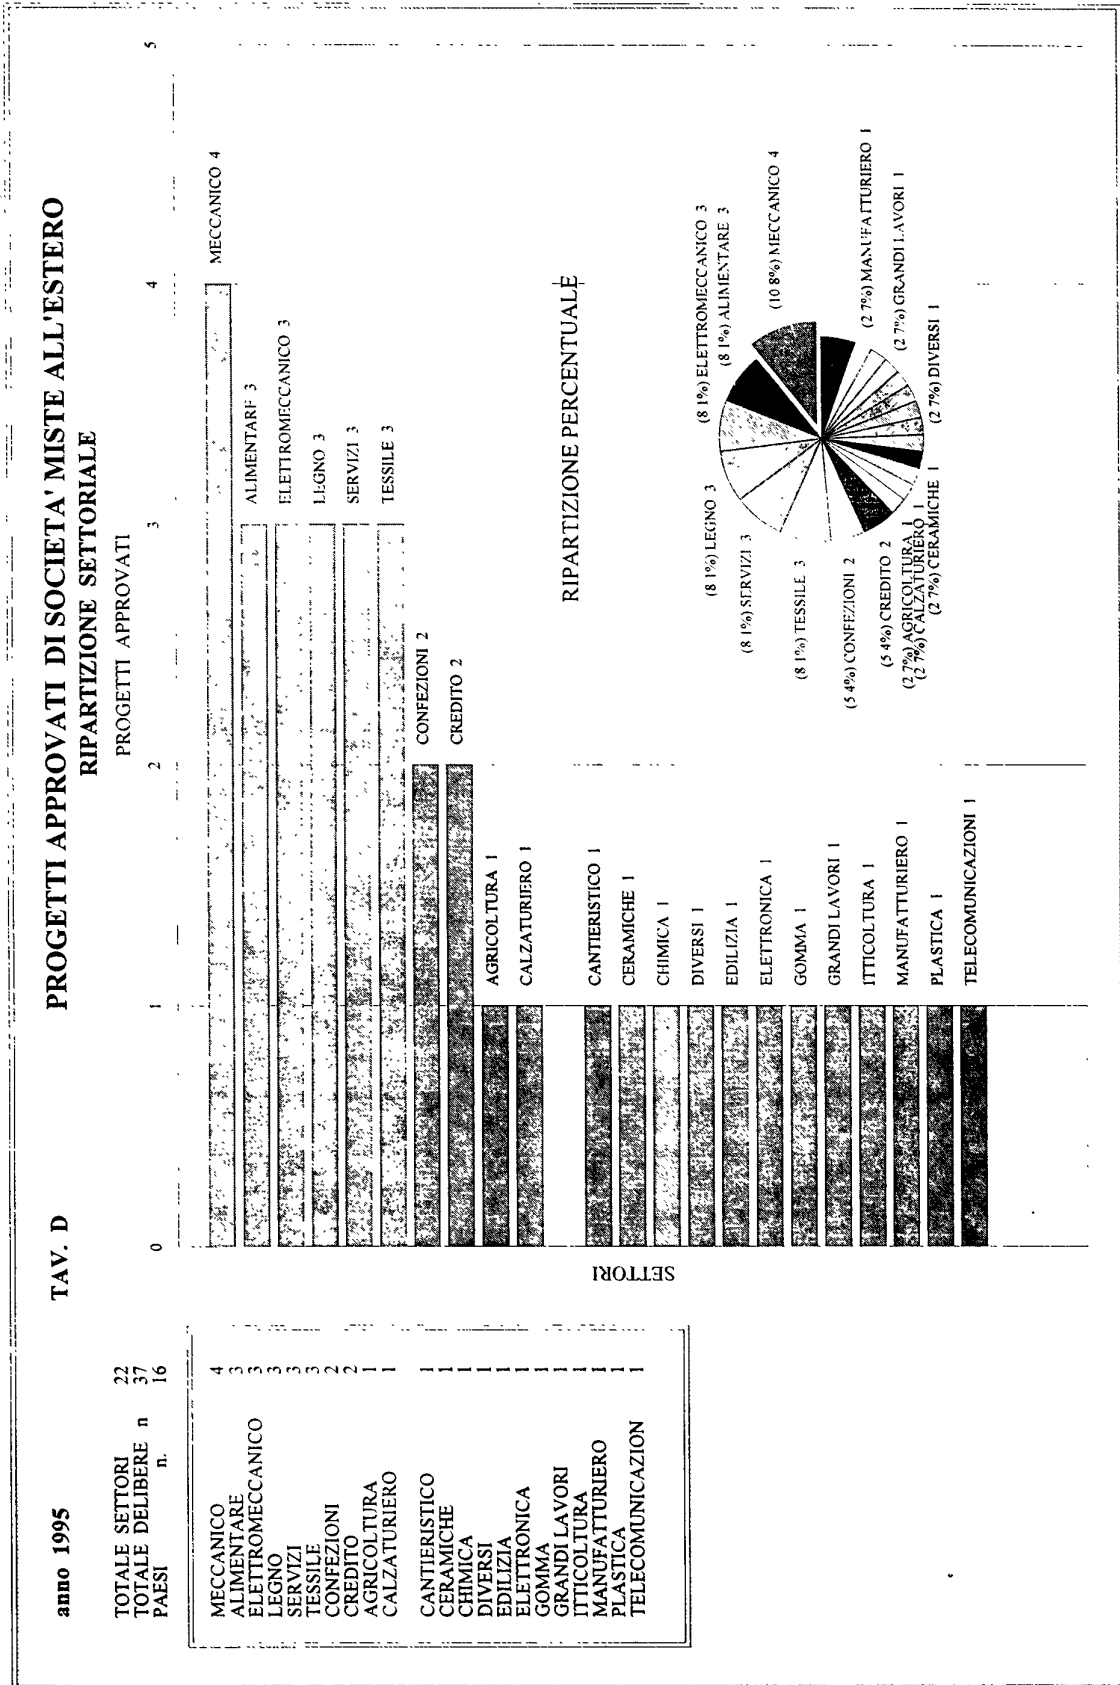 anno 1995 TAV. D PROGETTI APPROVATI DI SOCIETA' MISTE ALL'ESTERO
RIPARTIZIONE SETTORIALE
TOTALE SETTORI 22
TOTALE DELIBERE n 37
PAESI n. 16
MECCANICO 4
ALIMENTARE 3
ELETTROMECCANICO 3
LEGNO 3
SERVIZI 3
TESSILE 3
CONFEZIONI 2
CREDITO 2
AGRICOLTURA 1
CALZATURIERO 1
CANTIERISTICO 1
CERAMICHE 1
CHIMICA 1
DIVERSI 1
EDILIZIA 1
ELETTRONICA 1
GOMMA 1
GRANDI LAVORI 1
ITTICOLTURA 1
MANUFATTURIERO 1
PLASTICA 1
TELECOMUNICAZION 1
PROGETTI APPROVATI
0 1 2 3 4 5
SETTORI
MECCANICO 4
ALIMENTARE 3
ELETTROMECCANICO 3
LEGNO 3
SERVIZI 3
TESSILE 3
CONFEZIONI 2
CREDITO 2
AGRICOLTURA 1
CALZATURIERO 1
CANTIERISTICO 1
CERAMICHE 1
CHIMICA 1
DIVERSI 1
EDILIZIA 1
ELETTRONICA 1
GOMMA 1
GRANDI LAVORI 1
ITTICOLTURA 1
MANUFATTURIERO 1
PLASTICA 1
TELECOMUNICAZIONI 1
RIPARTIZIONE PERCENTUALE
(8 1%) ELETTROMECCANICO 3
(8 1%) ALIMENTARE 3
(10 8%) MECCANICO 4
(8 1%) LEGNO 3
(8 1%) SERVIZI 3
(8 1%) TESSILE 3
(5 4%) CONFEZIONI 2
(5 4%) CREDITO 2
(2 7%) AGRICOLTURA 1
(2 7%) CALZATURIERO 1
(2 7%) CERAMICHE 1
(2 7%) DIVERSI 1
(2 7%) GRANDI LAVORI 1
(2 7%) MANUFATTURIERO 1